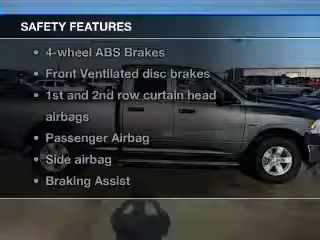 SAFETY FEATURES
• 4-wheel ABS Brakes
• Front Ventilated disc brakes
• 1st and 2nd row curtain head
airbags
• Passenger Airbag
• Side airbag
• Braking Assist